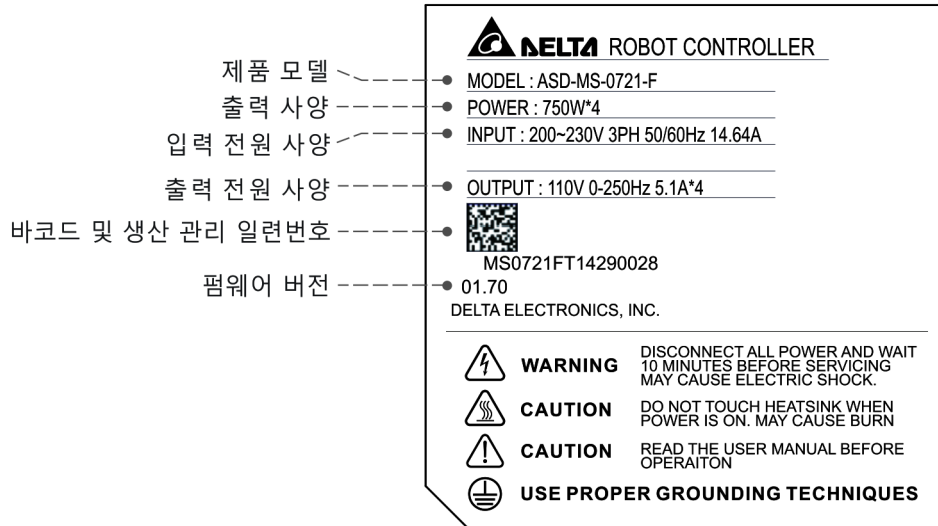 DELTA ROBOT CONTROLLER
제품 모델 MODEL : ASD-MS-0721-F
출력 사양 POWER : 750W*4
입력 전원 사양 INPUT : 200~230V 3PH 50/60Hz 14.64A
출력 전원 사양 OUTPUT : 110V 0-250Hz 5.1A*4
바코드 및 생산 관리 일련번호
MS0721FT14290028
펌웨어 버전 01.70
DELTA ELECTRONICS, INC.
WARNING DISCONNECT ALL POWER AND WAIT
10 MINUTES BEFORE SERVICING
MAY CAUSE ELECTRIC SHOCK.
CAUTION DO NOT TOUCH HEATSINK WHEN
POWER IS ON. MAY CAUSE BURN
CAUTION READ THE USER MANUAL BEFORE
OPERAITON
USE PROPER GROUNDING TECHNIQUES